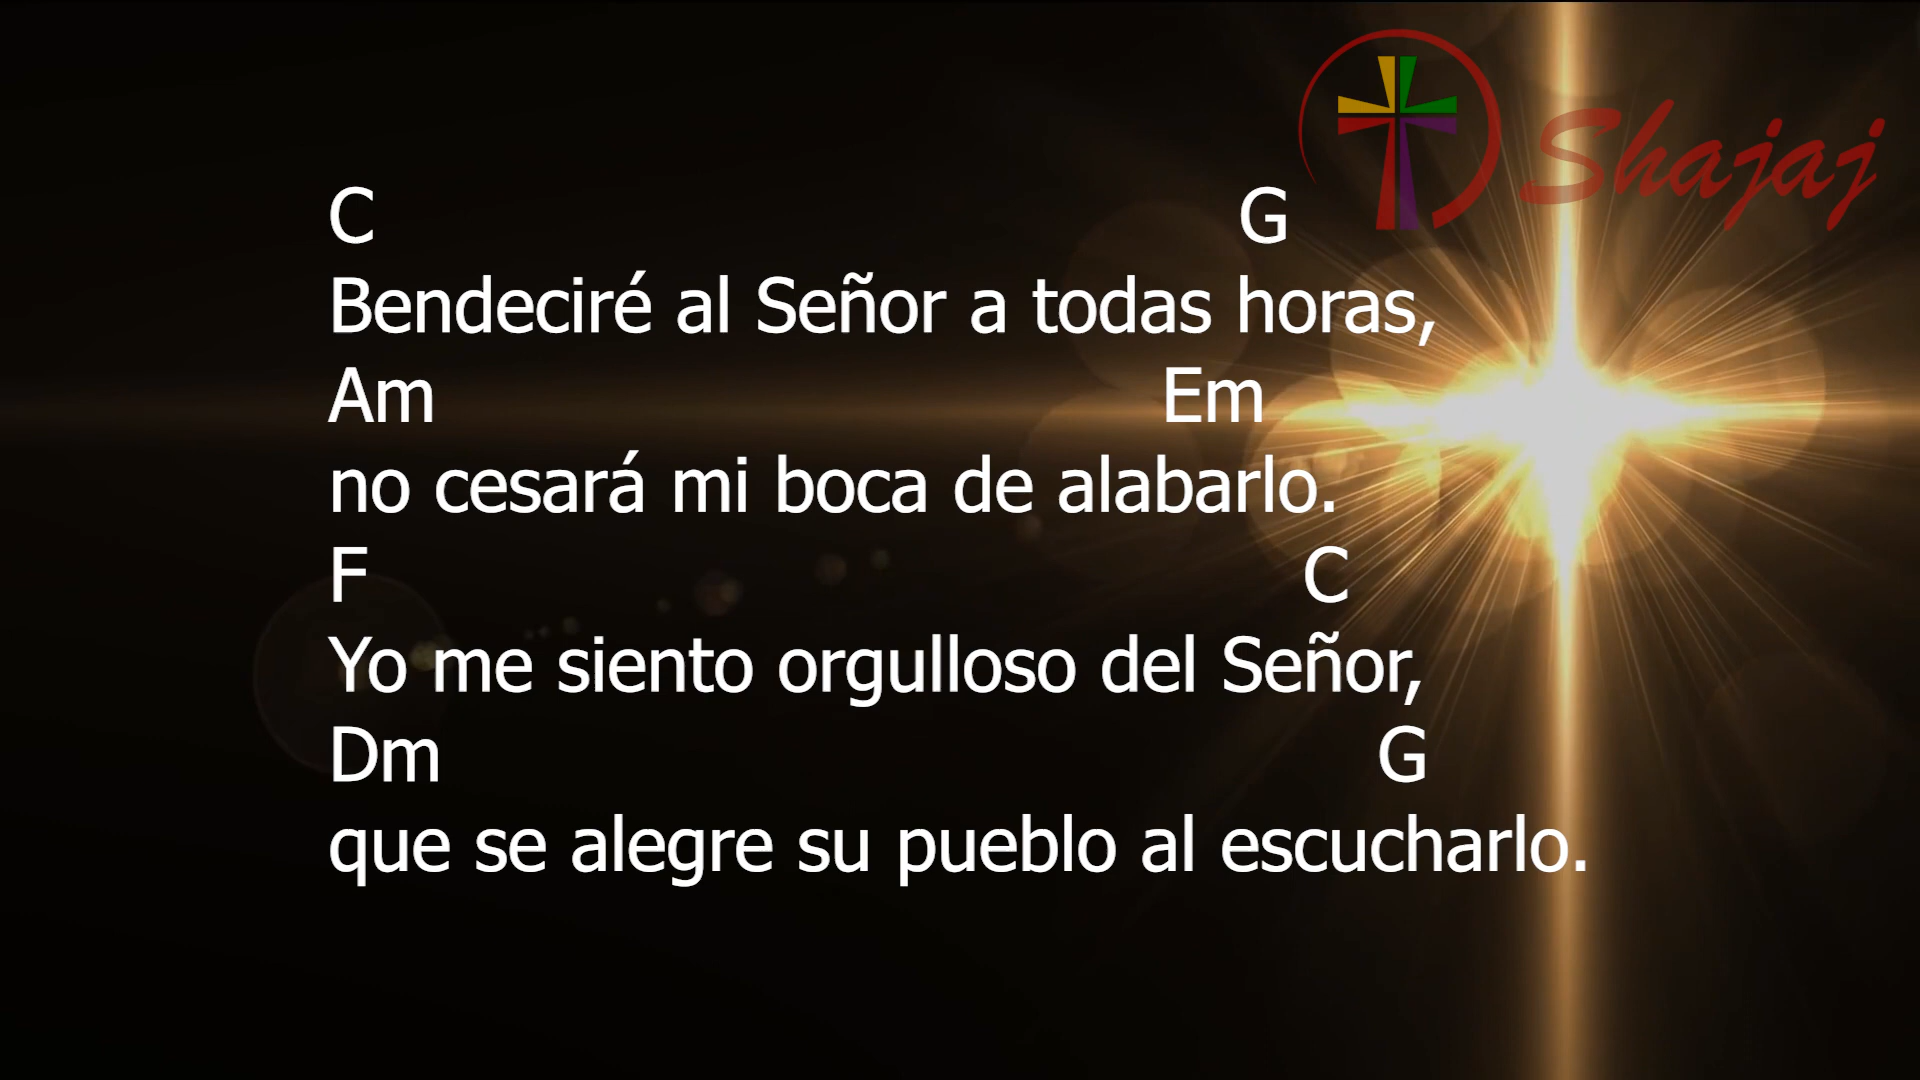 Shajaj
C G
Bendeciré al Señor a todas horas,
Am Em
no cesará mi boca de alabarlo.
F C
Yo me siento orgulloso del Señor,
Dm G
que se alegre su pueblo al escucharlo.